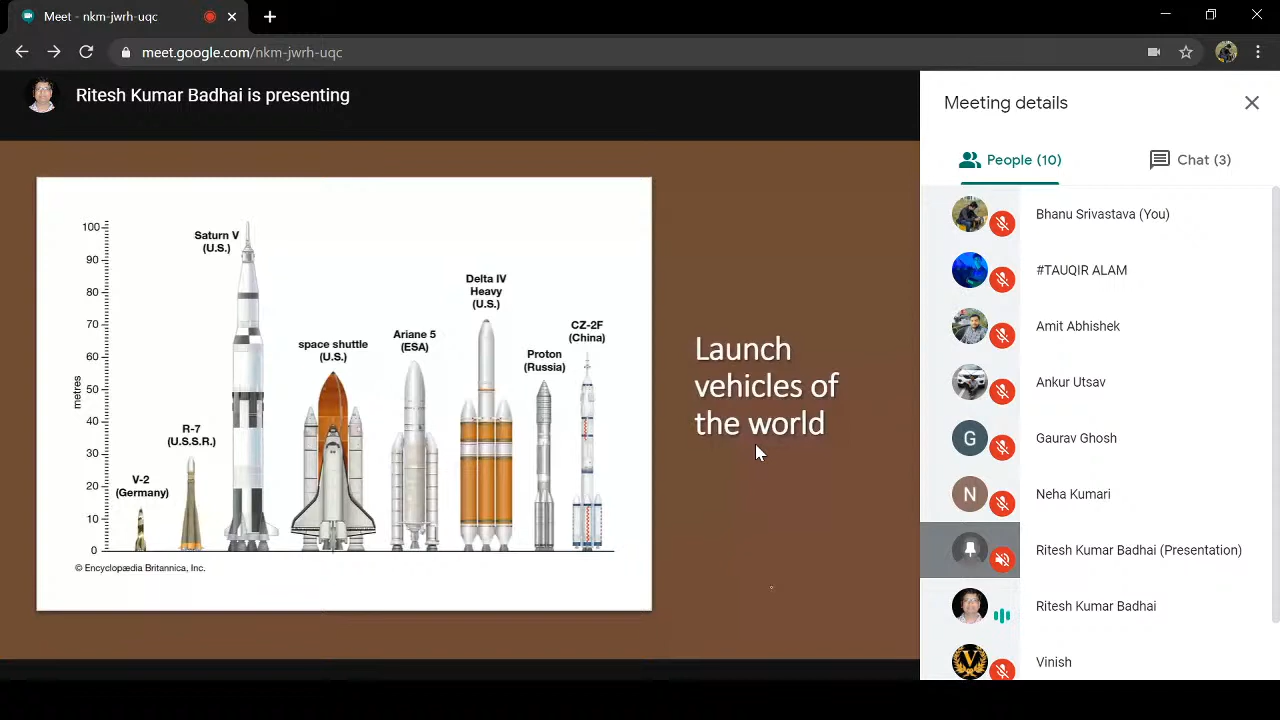 Meet - nkm-jwrh-uqc
meet.google.com/nkm-jwrh-uqc
Ritesh Kumar Badhai is presenting
100
90
80
70
60
50
40
30
20
10
0
metres
V-2
(Germany)
R-7
(U.S.S.R.)
Saturn V
(U.S.)
space shuttle
(U.S.)
Ariane 5
(ESA)
Delta IV
Heavy
(U.S.)
Proton
(Russia)
CZ-2F
(China)
© Encyclopædia Britannica, Inc.
Launch
vehicles of
the world
Meeting details
People (10)
Chat (3)
Bhanu Srivastava (You)
#TAUQIR ALAM
Amit Abhishek
Ankur Utsav
G
Gaurav Ghosh
N
Neha Kumari
Ritesh Kumar Badhai (Presentation)
Ritesh Kumar Badhai
V
Vinish